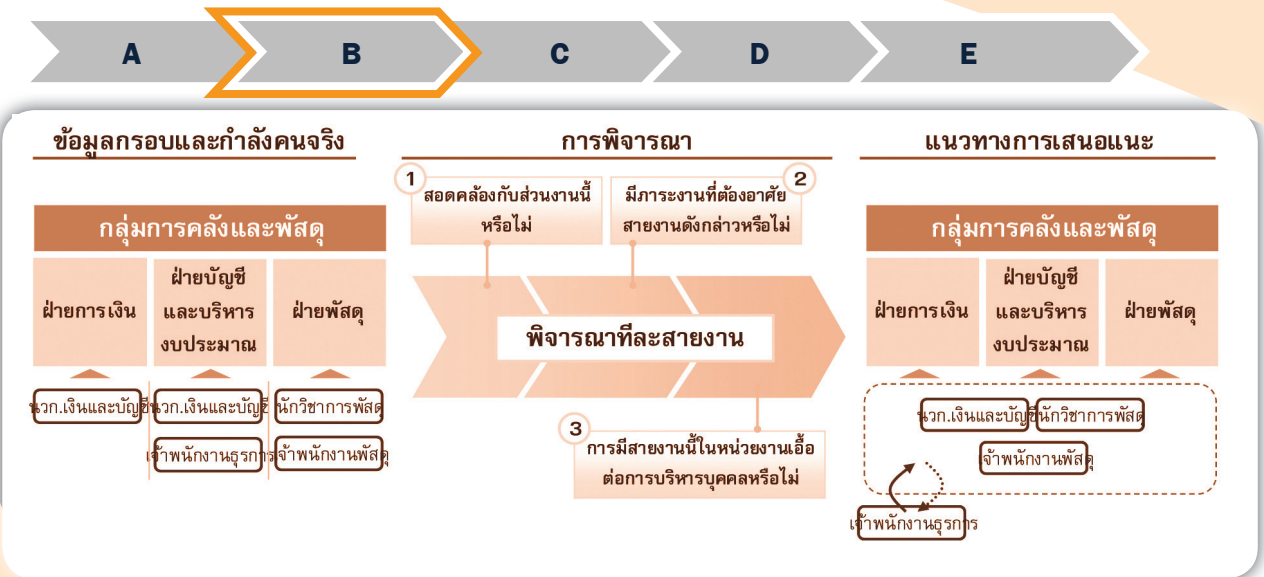 A
B
C
D
E
ข้อมูลกรอบและกำลังคนจริง
กลุ่มการคลังและพัสดุ
ฝ่ายการเงิน
ฝ่ายบัญชี
และบริหาร
งบประมาณ
ฝ่ายพัสดุ
นวก.เงินและบัญชี
นวก.เงินและบัญชี
นักวิชาการพัสดุ
เจ้าพนักงานธุรการ
เจ้าพนักงานพัสดุ
การพิจารณา
1
สอดคล้องกับส่วนงานนี้
หรือไม่
2
มีภาระงานที่ต้องอาศัย
สายงานดังกล่าวหรือไม่
พิจารณาทีละสายงาน
3
การมีสายงานนี้ในหน่วยงานเอื้อ
ต่อการบริหารบุคคลหรือไม่
แนวทางการเสนอแนะ
กลุ่มการคลังและพัสดุ
ฝ่ายการเงิน
ฝ่ายบัญชี
และบริหาร
งบประมาณ
ฝ่ายพัสดุ
นวก.เงินและบัญชี
นักวิชาการพัสดุ
เจ้าพนักงานพัสดุ
เจ้าพนักงานธุรการ